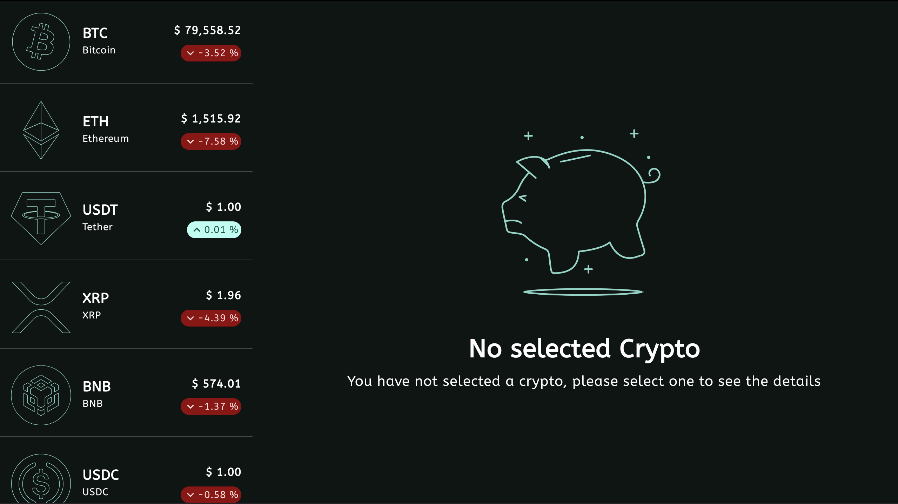 BTC
Bitcoin
$ 79,558.52
-3.52 %
ETH
Ethereum
$ 1,515.92
-7.58 %
USDT
Tether
$ 1.00
0.01 %
XRP
XRP
$ 1.96
-4.39 %
BNB
BNB
$ 574.01
-1.37 %
USDC
USDC
$ 1.00
-0.58 %
No selected Crypto
You have not selected a crypto, please select one to see the details